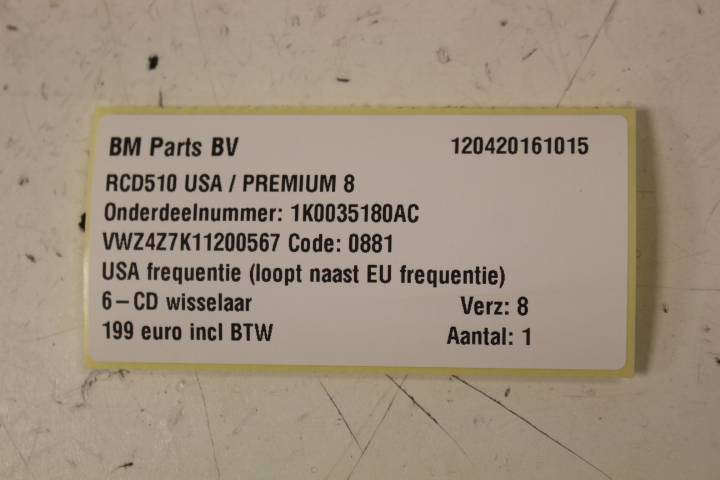 BM Parts BV 120420161015
RCD510 USA / PREMIUM 8
Onderdeelnummer: 1K0035180AC
VWZ4Z7K11200567 Code: 0881
USA frequentie (loopt naast EU frequentie)
6-CD wisselaar Verz: 8
199 euro incl BTW Aantal: 1